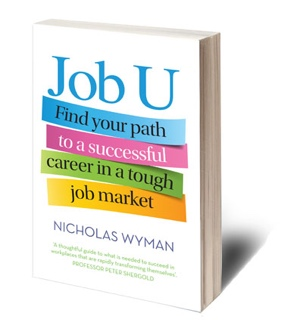 Job U
Find your path
to a successful
career in a tough
job market
NICHOLAS WYMAN
'A thoughtful guide to what is needed to succeed in
workplaces that are rapidly transforming themselves'.
PROFESSOR PETER SHERGOLD